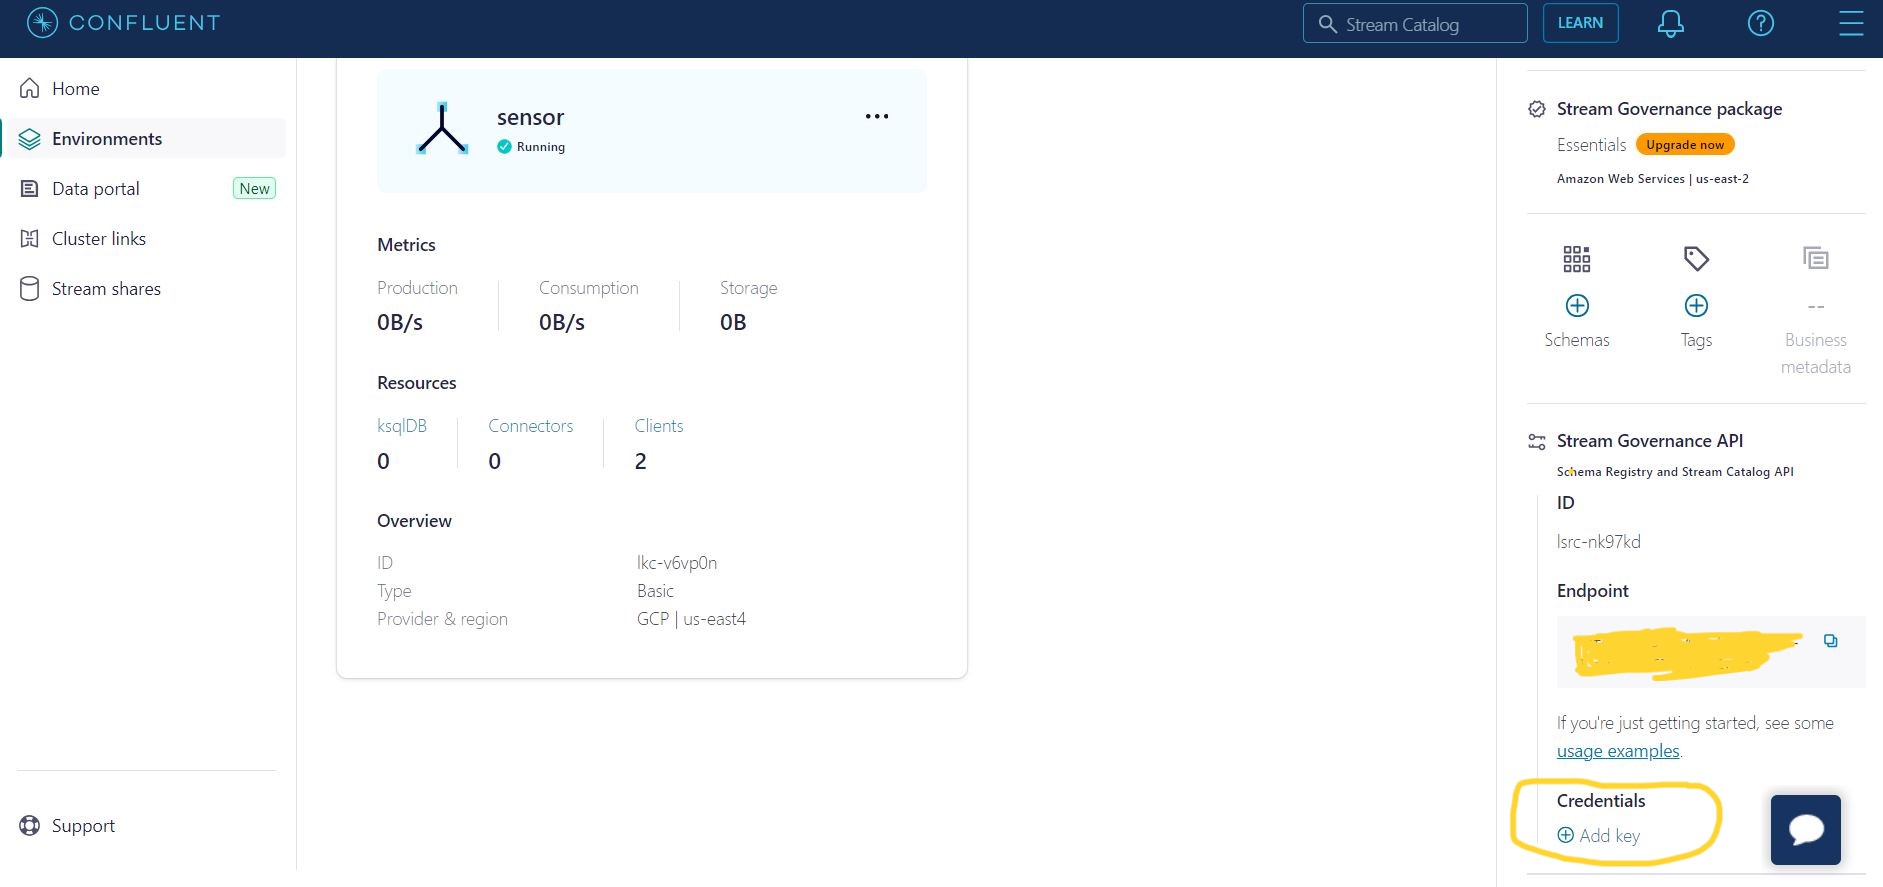 CONFLUENT
Stream Catalog
LEARN
Home
Environments
Data portal
New
Cluster links
Stream shares
Support
sensor
Running
Metrics
Production Consumption Storage
0B/s 0B/s 0B
Resources
ksqlDB Connectors Clients
0 0 2
Overview
ID lkc-v6vp0n
Type Basic
Provider & region GCP | us-east4
Stream Governance package
Essentials Upgrade now
Amazon Web Services | us-east-2
--
Schemas Tags Business
metadata
Stream Governance API
Schema Registry and Stream Catalog API
ID
lsrc-nk97kd
Endpoint
If you're just getting started, see some
usage examples.
Credentials
Add key